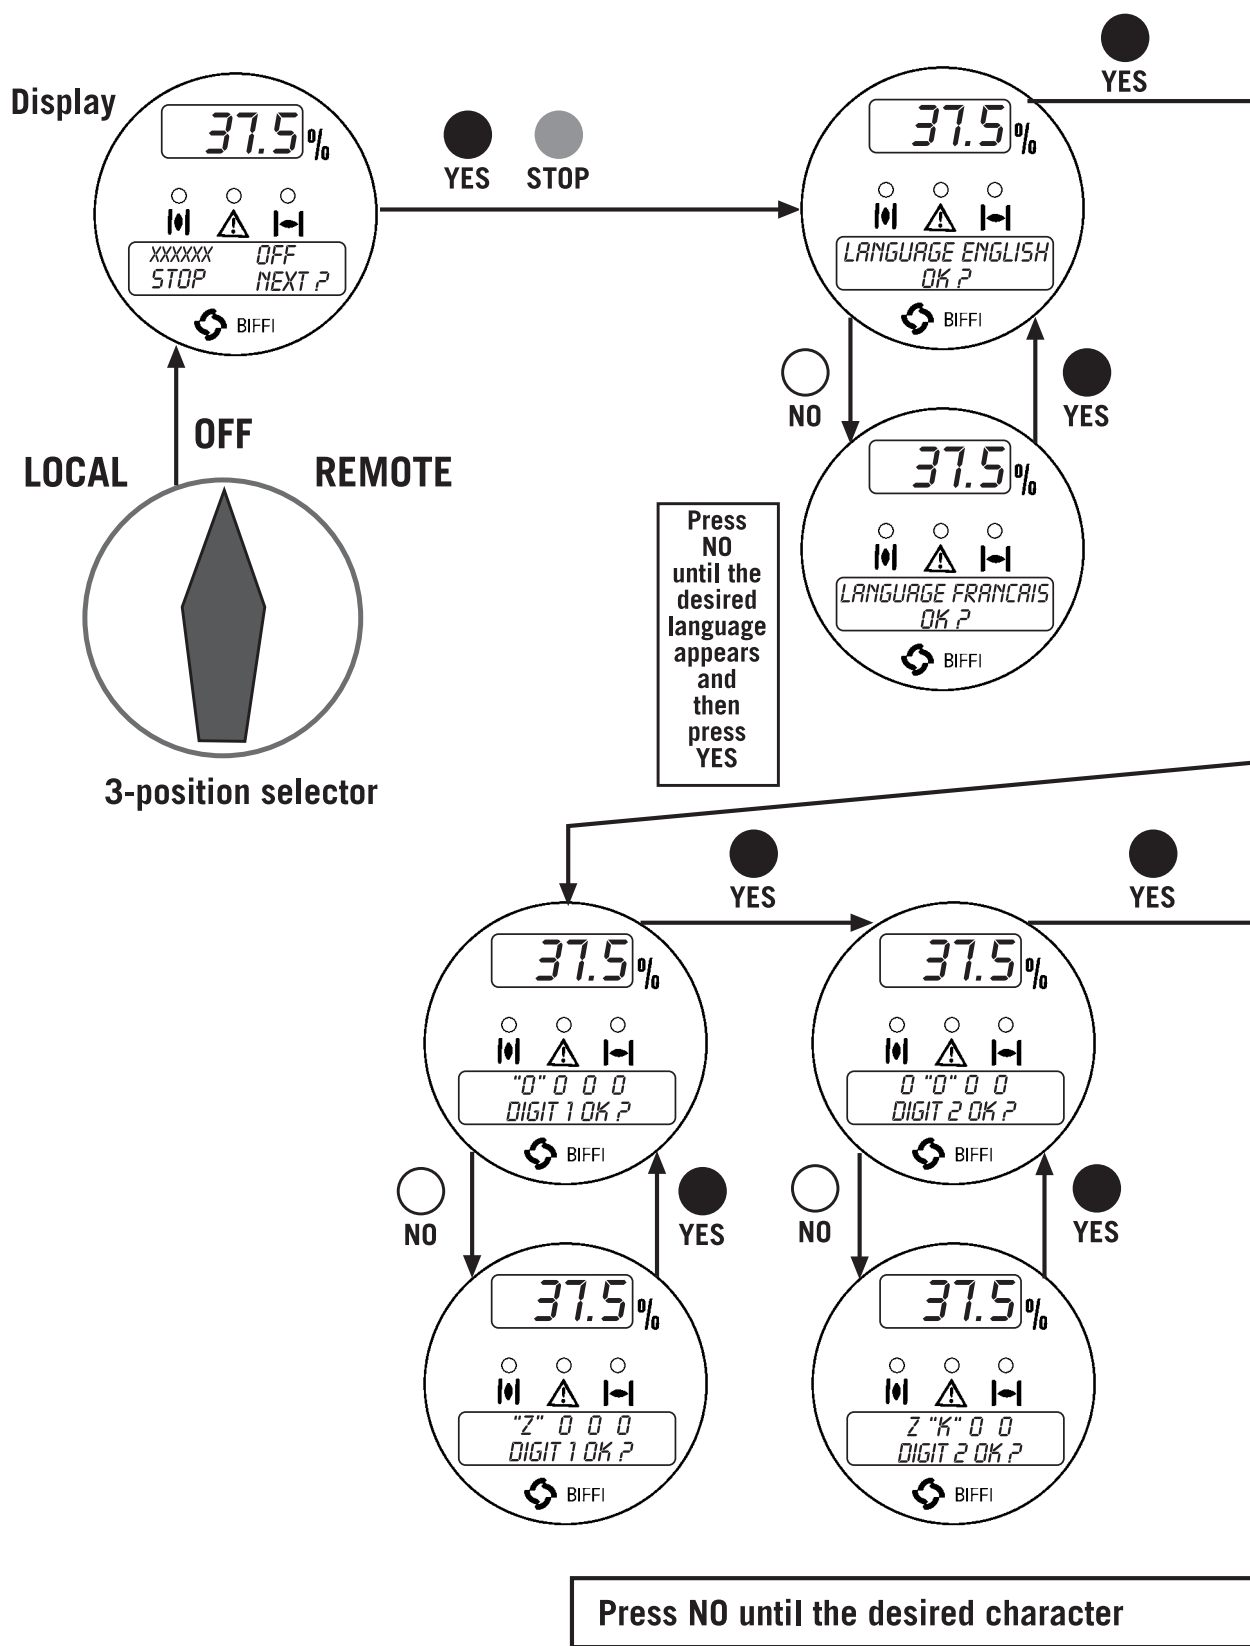 YES
Display
37.5%
YES STOP
37.5%
XXXXXX OFF
STOP NEXT ?
BIFFI
LANGUAGE ENGLISH
OK ?
BIFFI
NO
YES
OFF
LOCAL
REMOTE
37.5%
LANGUAGE FRANCAIS
OK ?
BIFFI
Press
NO
until the
desired
language
appears
and
then
press
YES
3-position selector
YES
YES
37.5%
"0" 0 0 0
DIGIT 1 OK ?
BIFFI
37.5%
0 "0" 0 0
DIGIT 2 OK ?
BIFFI
NO
YES
NO
YES
37.5%
"Z" 0 0 0
DIGIT 1 OK ?
BIFFI
37.5%
Z "K" 0 0
DIGIT 2 OK ?
BIFFI
Press NO until the desired character